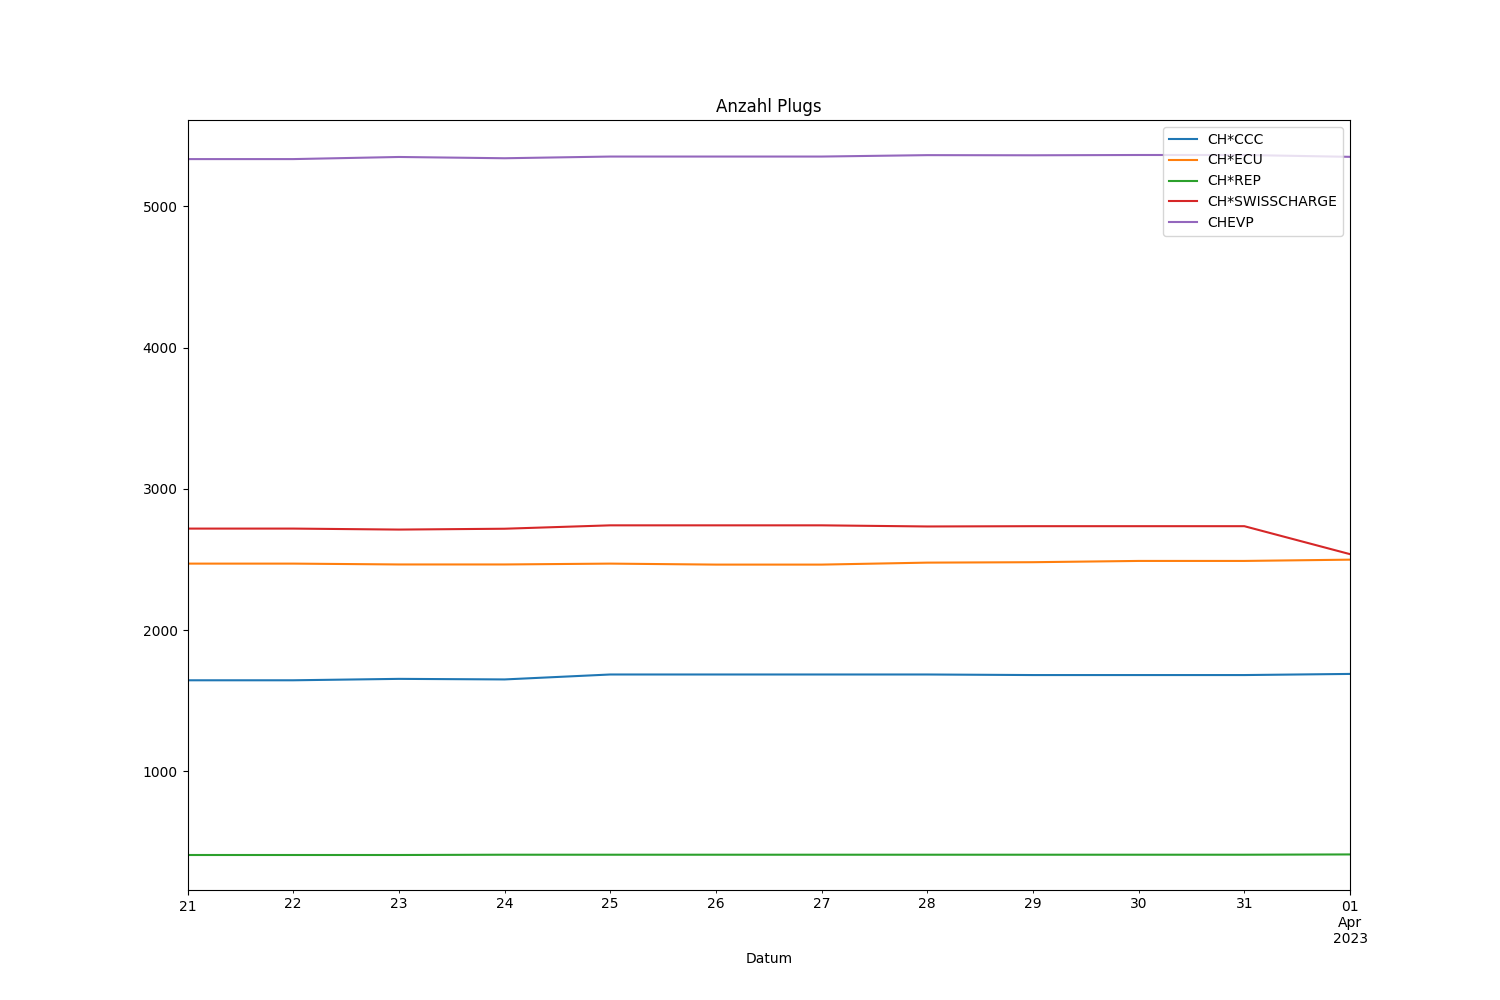 Anzahl Plugs
CH*CCC
CH*ECU
CH*REP
CH*SWISSCHARGE
CHEVP
5000
4000
3000
2000
1000
21 22 23 24 25 26 27 28 29 30 31 01
Apr
2023
Datum